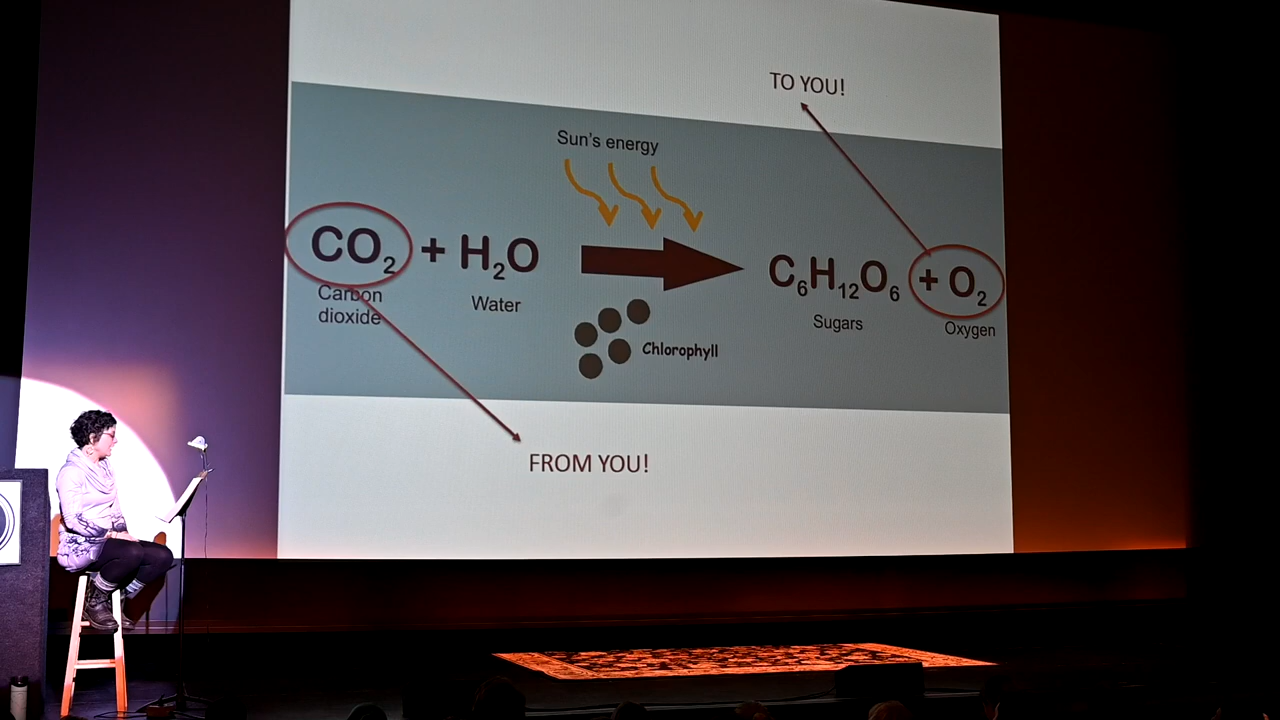 TO YOU!
Sun's energy
CO₂ + H₂O
C₆H₁₂O₆ + O₂
Carbon
dioxide
Water
Sugars
Oxygen
Chlorophyll
FROM YOU!